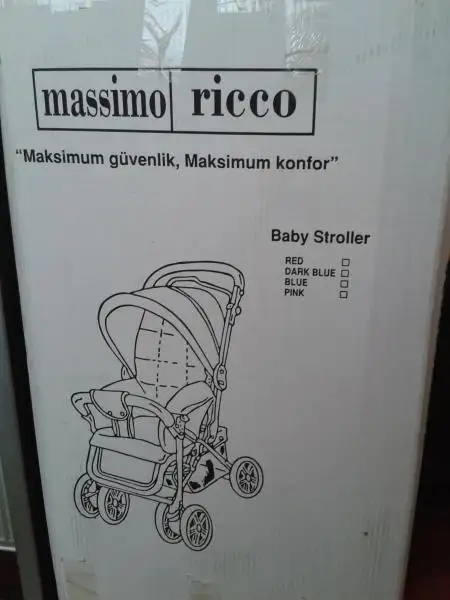 massimo ricco
“Maksimum güvenlik, Maksimum konfor”
Baby Stroller
RED
DARK BLUE
BLUE
PINK